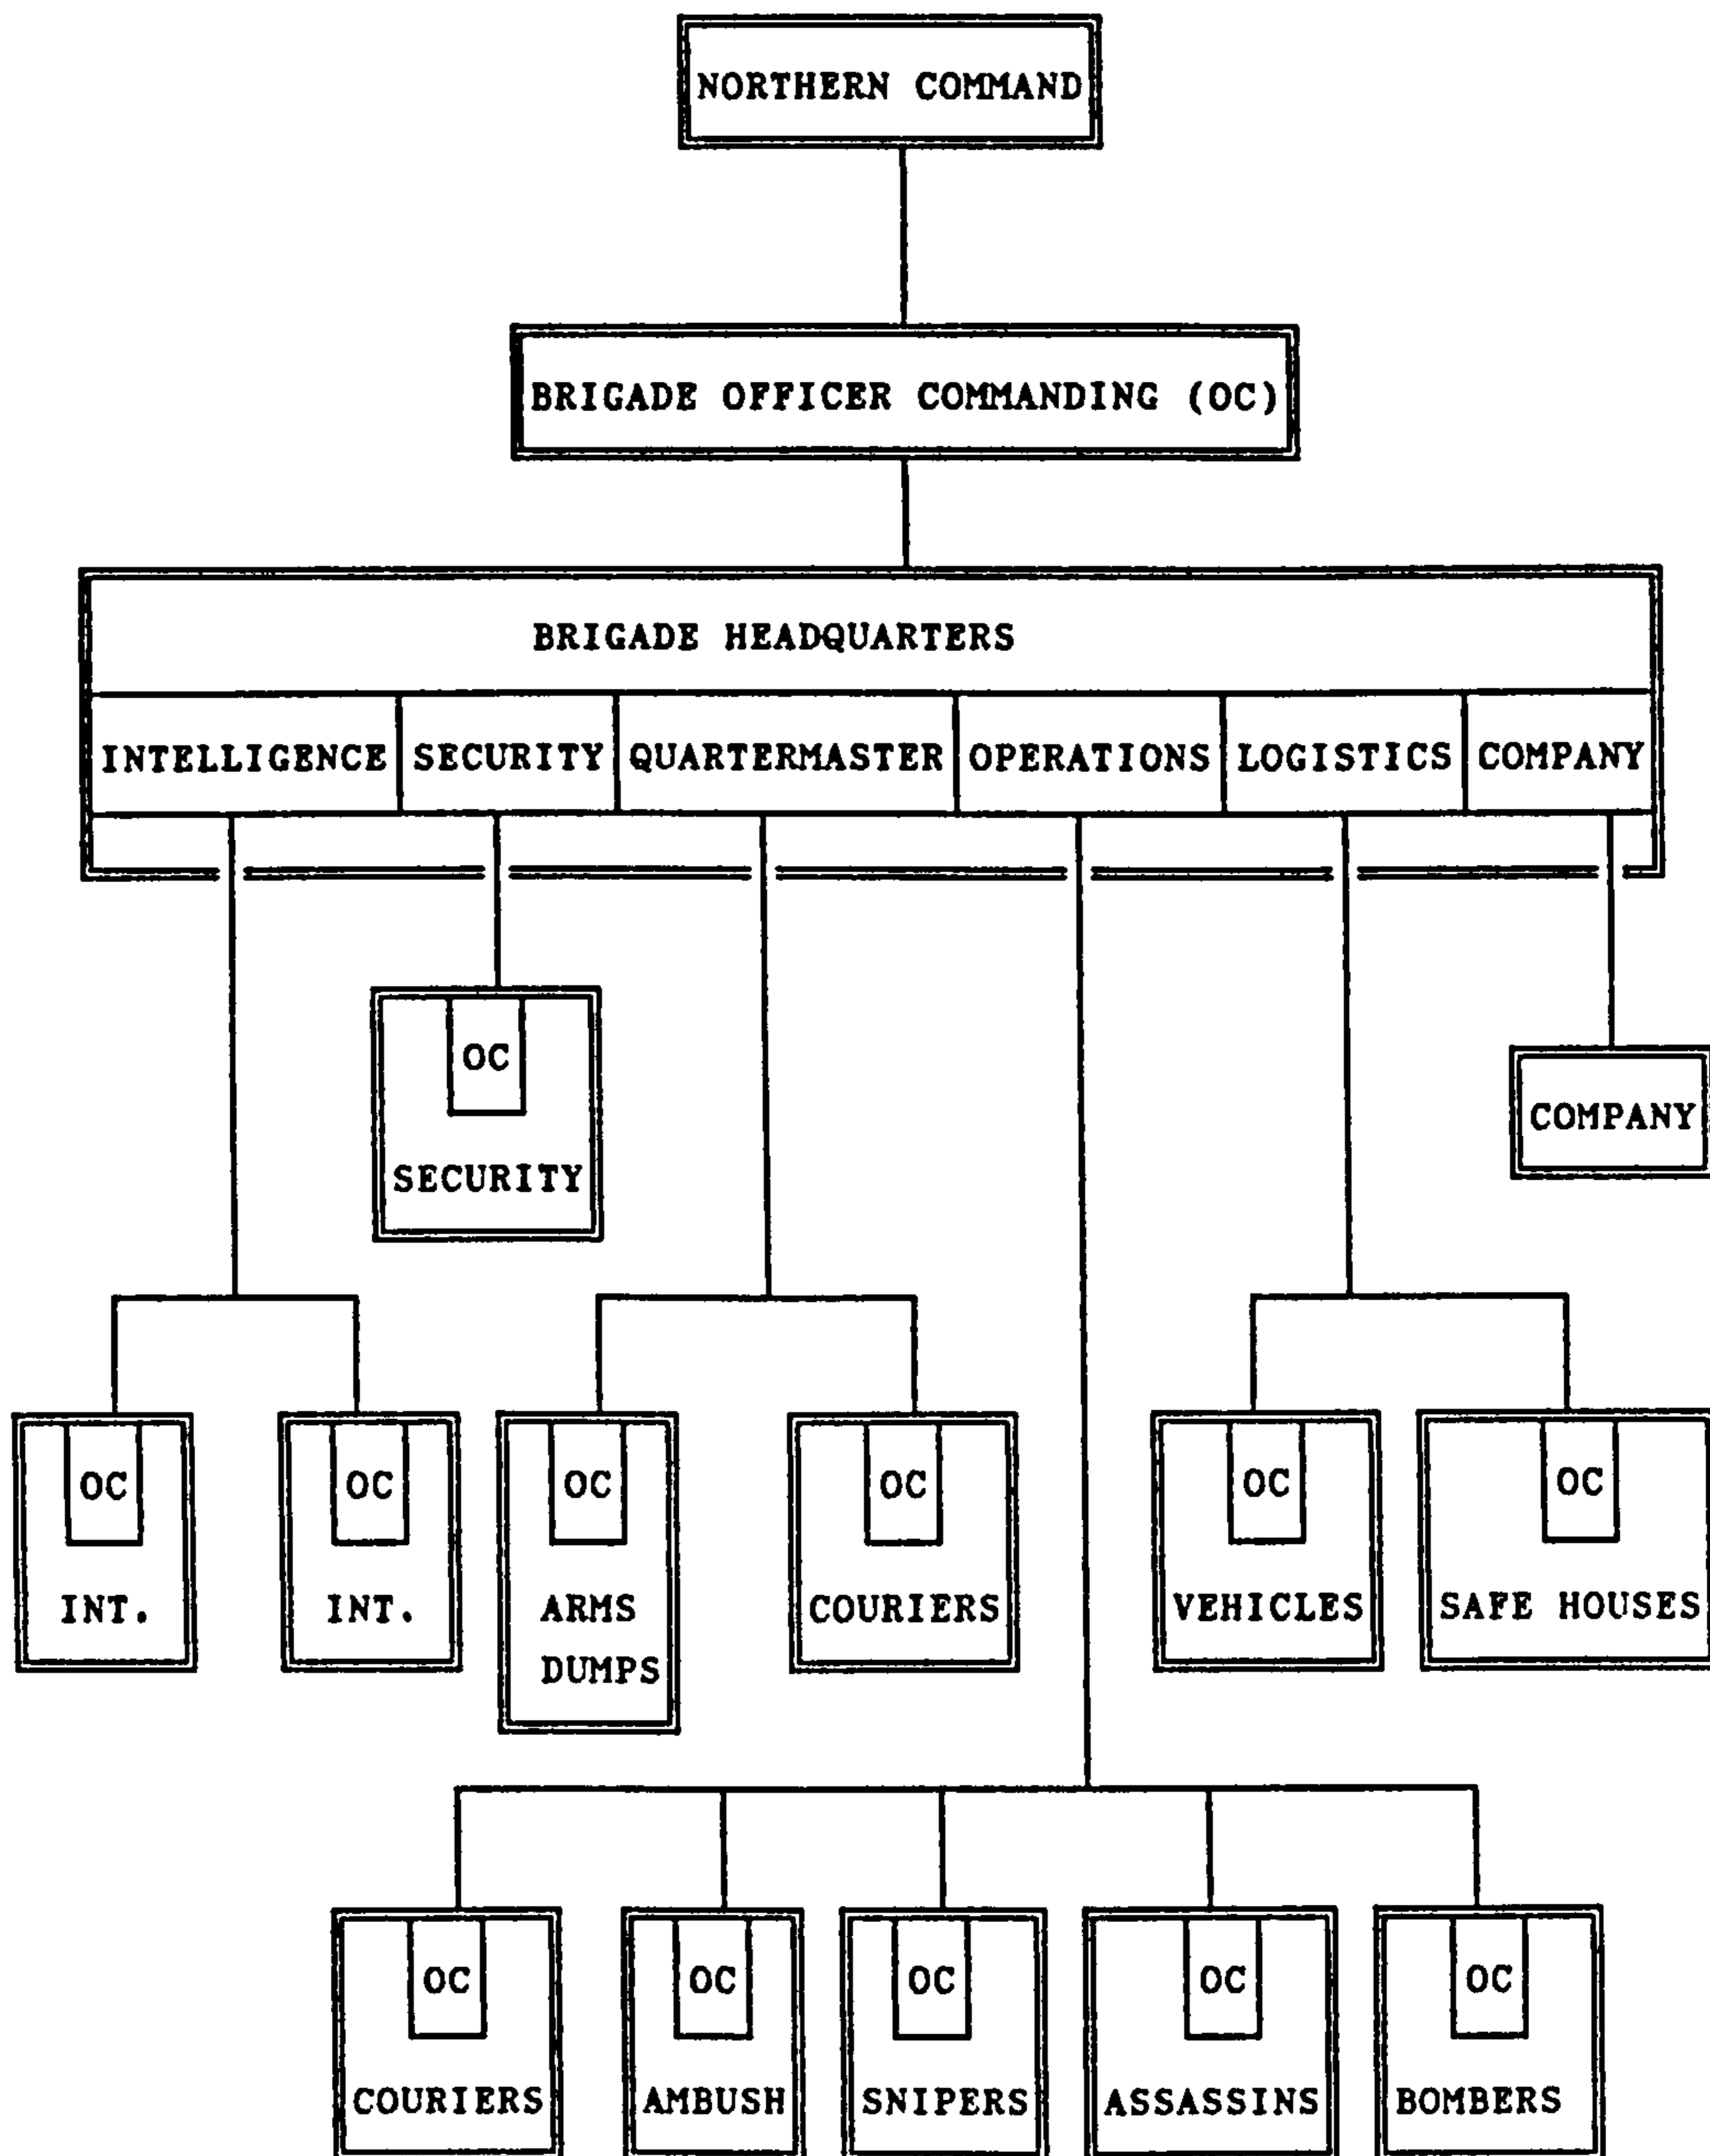 NORTHERN COMMAND
BRIGADE OFFICER COMMANDING (OC)
BRIGADE HEADQUARTERS
INTELLIGENCE SECURITY QUARTERMASTER OPERATIONS LOGISTICS COMPANY
OC
SECURITY
COMPANY
OC
INT.
OC
INT.
OC
ARMS
DUMPS
OC
COURIERS
OC
VEHICLES
OC
SAFE HOUSES
OC
COURIERS
OC
AMBUSH
OC
SNIPERS
OC
ASSASSINS
OC
BOMBERS